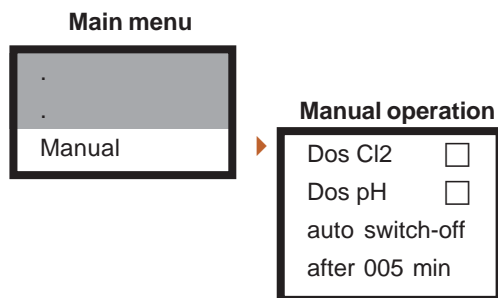 Main menu
.
.
Manual
Manual operation
Dos Cl2
Dos pH
auto switch-off
after 005 min